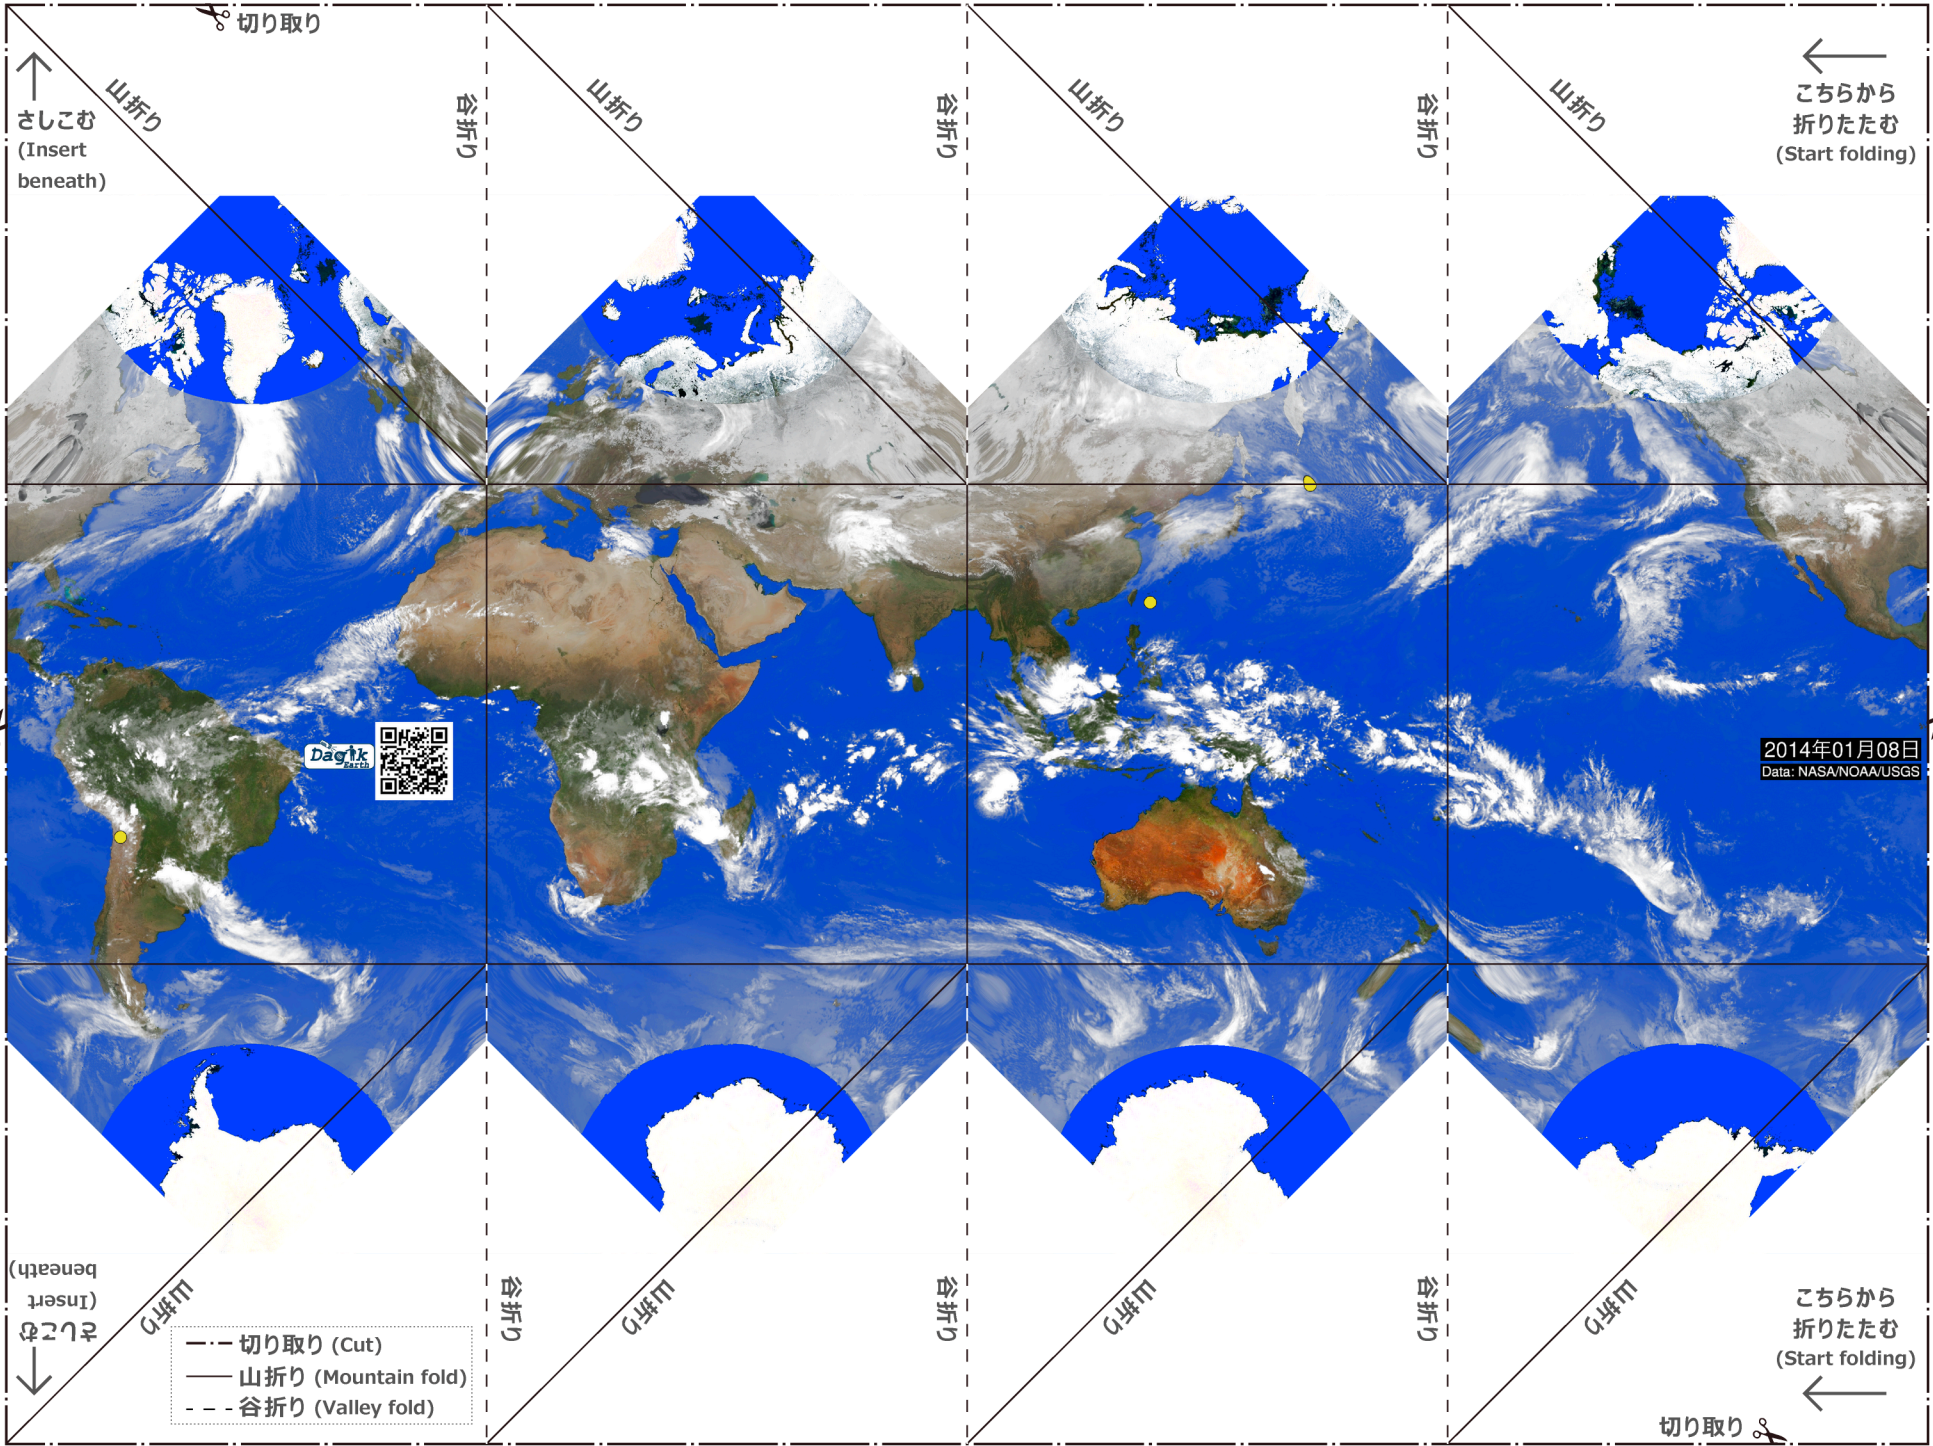 切り取り
山折り
谷折り
山折り
谷折り
山折り
谷折り
山折り
さしこむ
(Insert
beneath)
こちらから
折りたたむ
(Start folding)
Dagik
Earth
2014年01月08日
Data: NASA/NOAA/USGS
さしこむ
(Insert
beneath)
山折り
谷折り
山折り
谷折り
山折り
谷折り
山折り
こちらから
折りたたむ
(Start folding)
切り取り (Cut)
山折り (Mountain fold)
谷折り (Valley fold)
切り取り